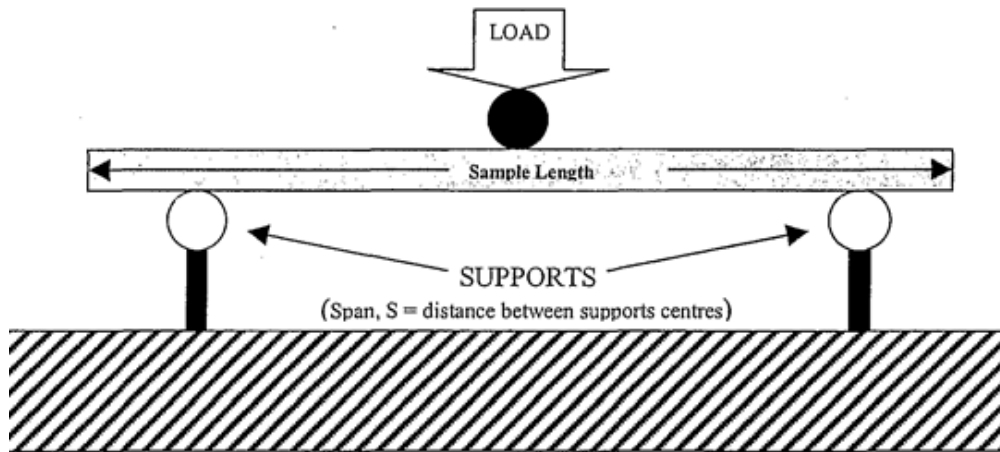 LOAD
Sample Length
SUPPORTS
(Span, S = distance between supports centres)